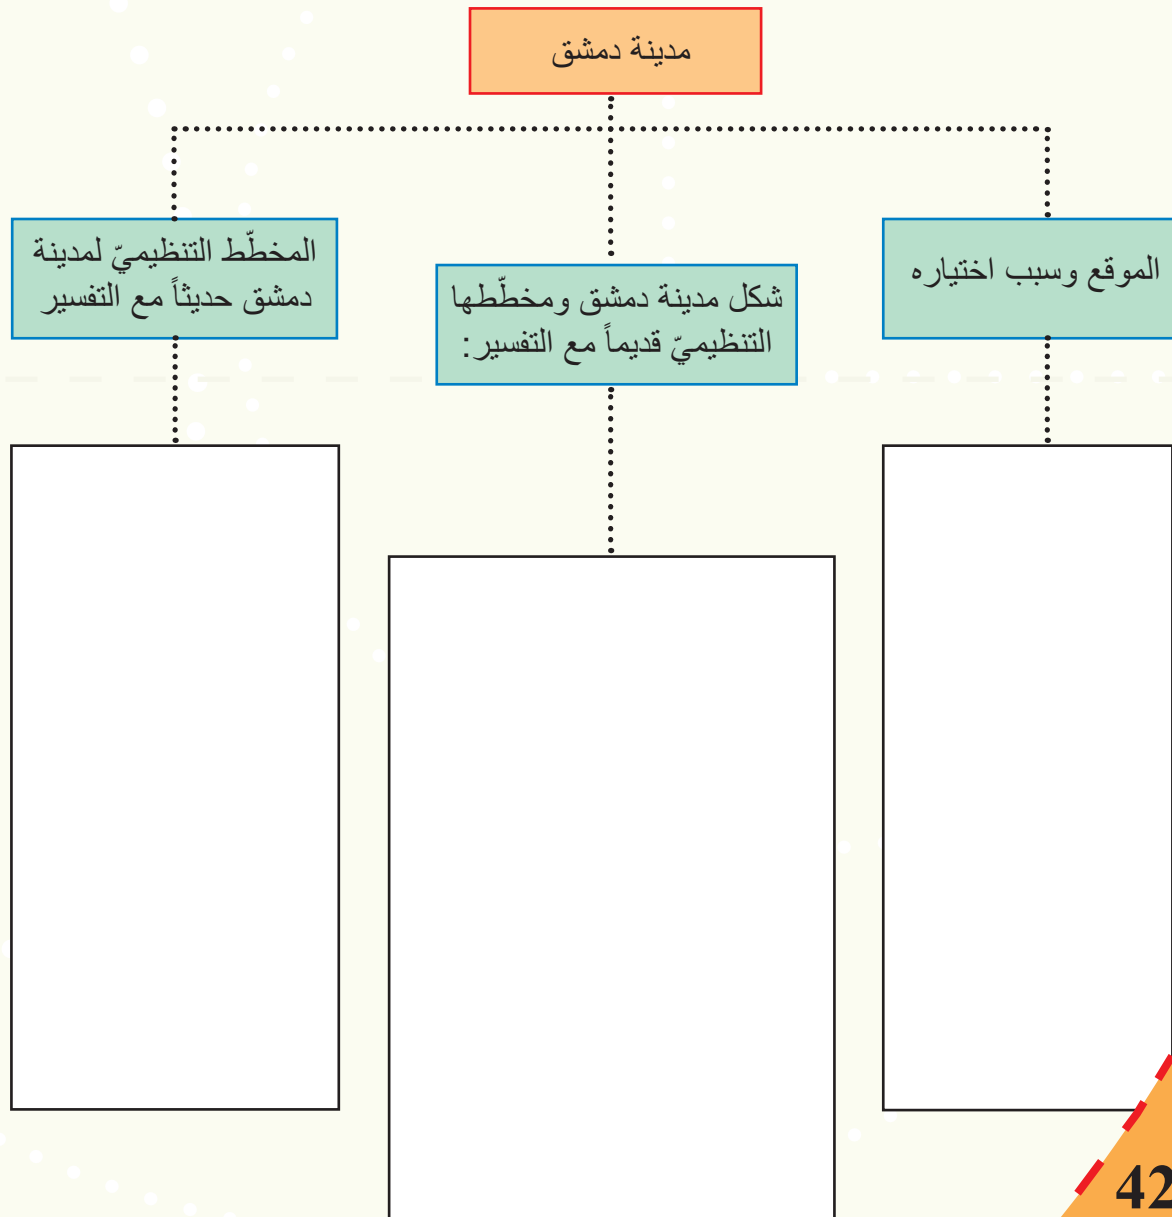 مدينة دمشق
الموقع وسبب اختياره
شكل مدينة دمشق ومخطّطها
التنظيميّ قديماً مع التفسير:
المخطّط التنظيميّ لمدينة
دمشق حديثاً مع التفسير
42